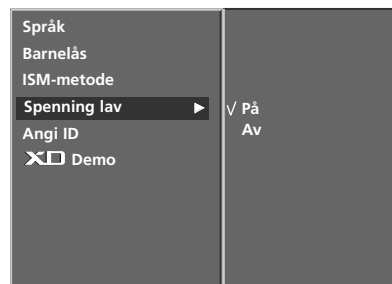 Språk
Barnelås
ISM-metode
Spenning lav
Angi ID
XD Demo
√ På
Av